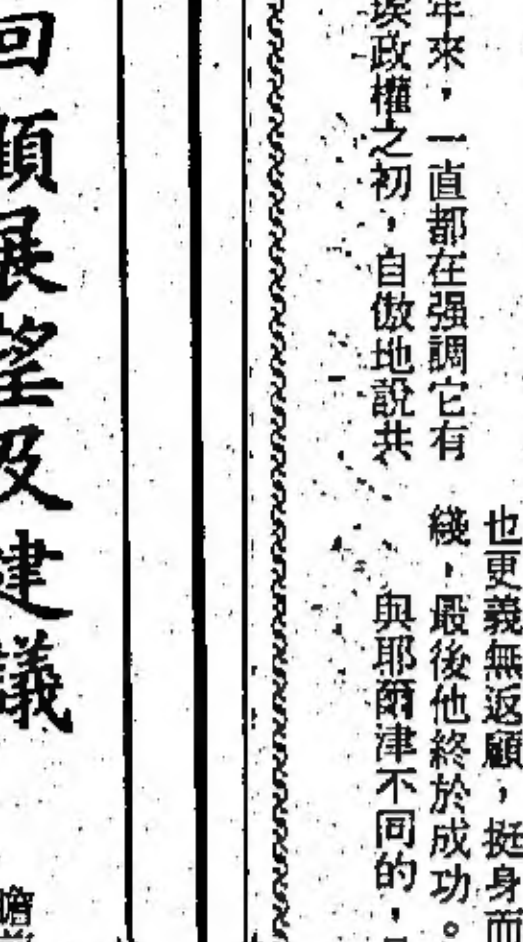 年來，一直都在强調它有
政權之初，自傲地說共
也更義無返顧，挺身而
綫，最後他終於成功。
與耶爾津不同的，
回顧展望及建議